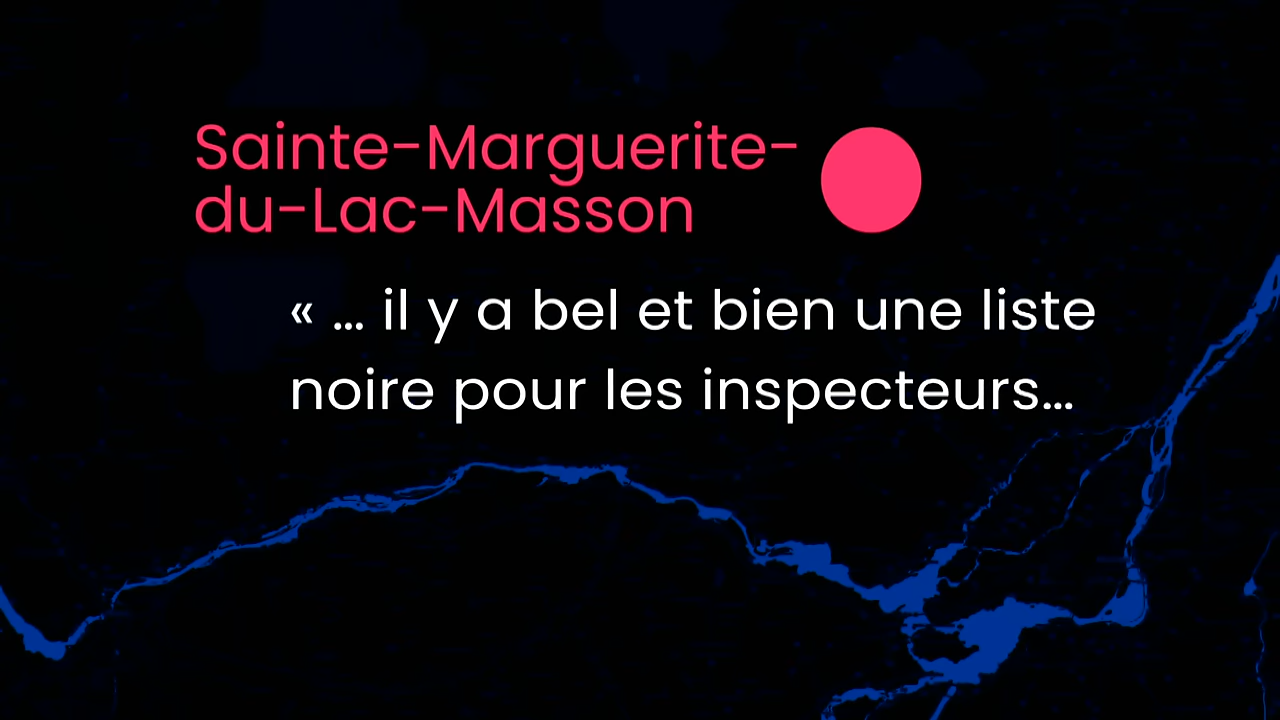 Sainte-Marguerite-
du-Lac-Masson
« ... il y a bel et bien une liste
noire pour les inspecteurs...